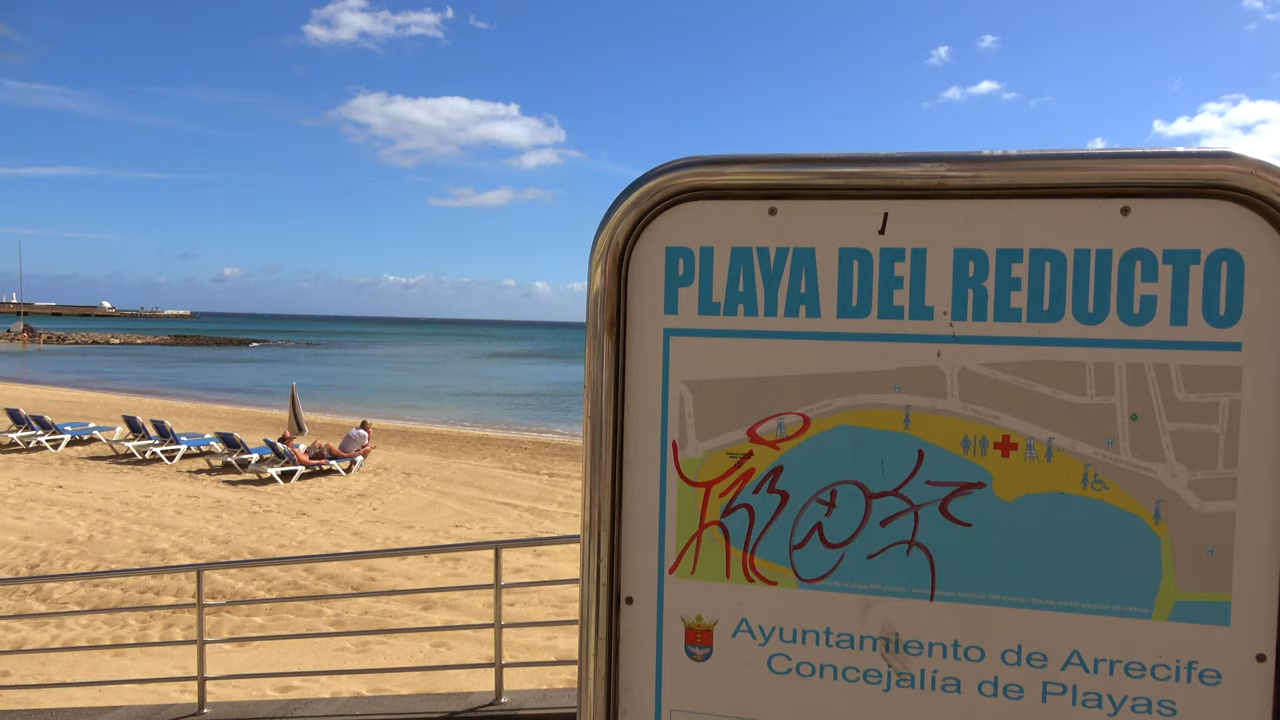 PLAYA DEL REDUCTO
Ayuntamiento de Arrecife
Concejalía de Playas